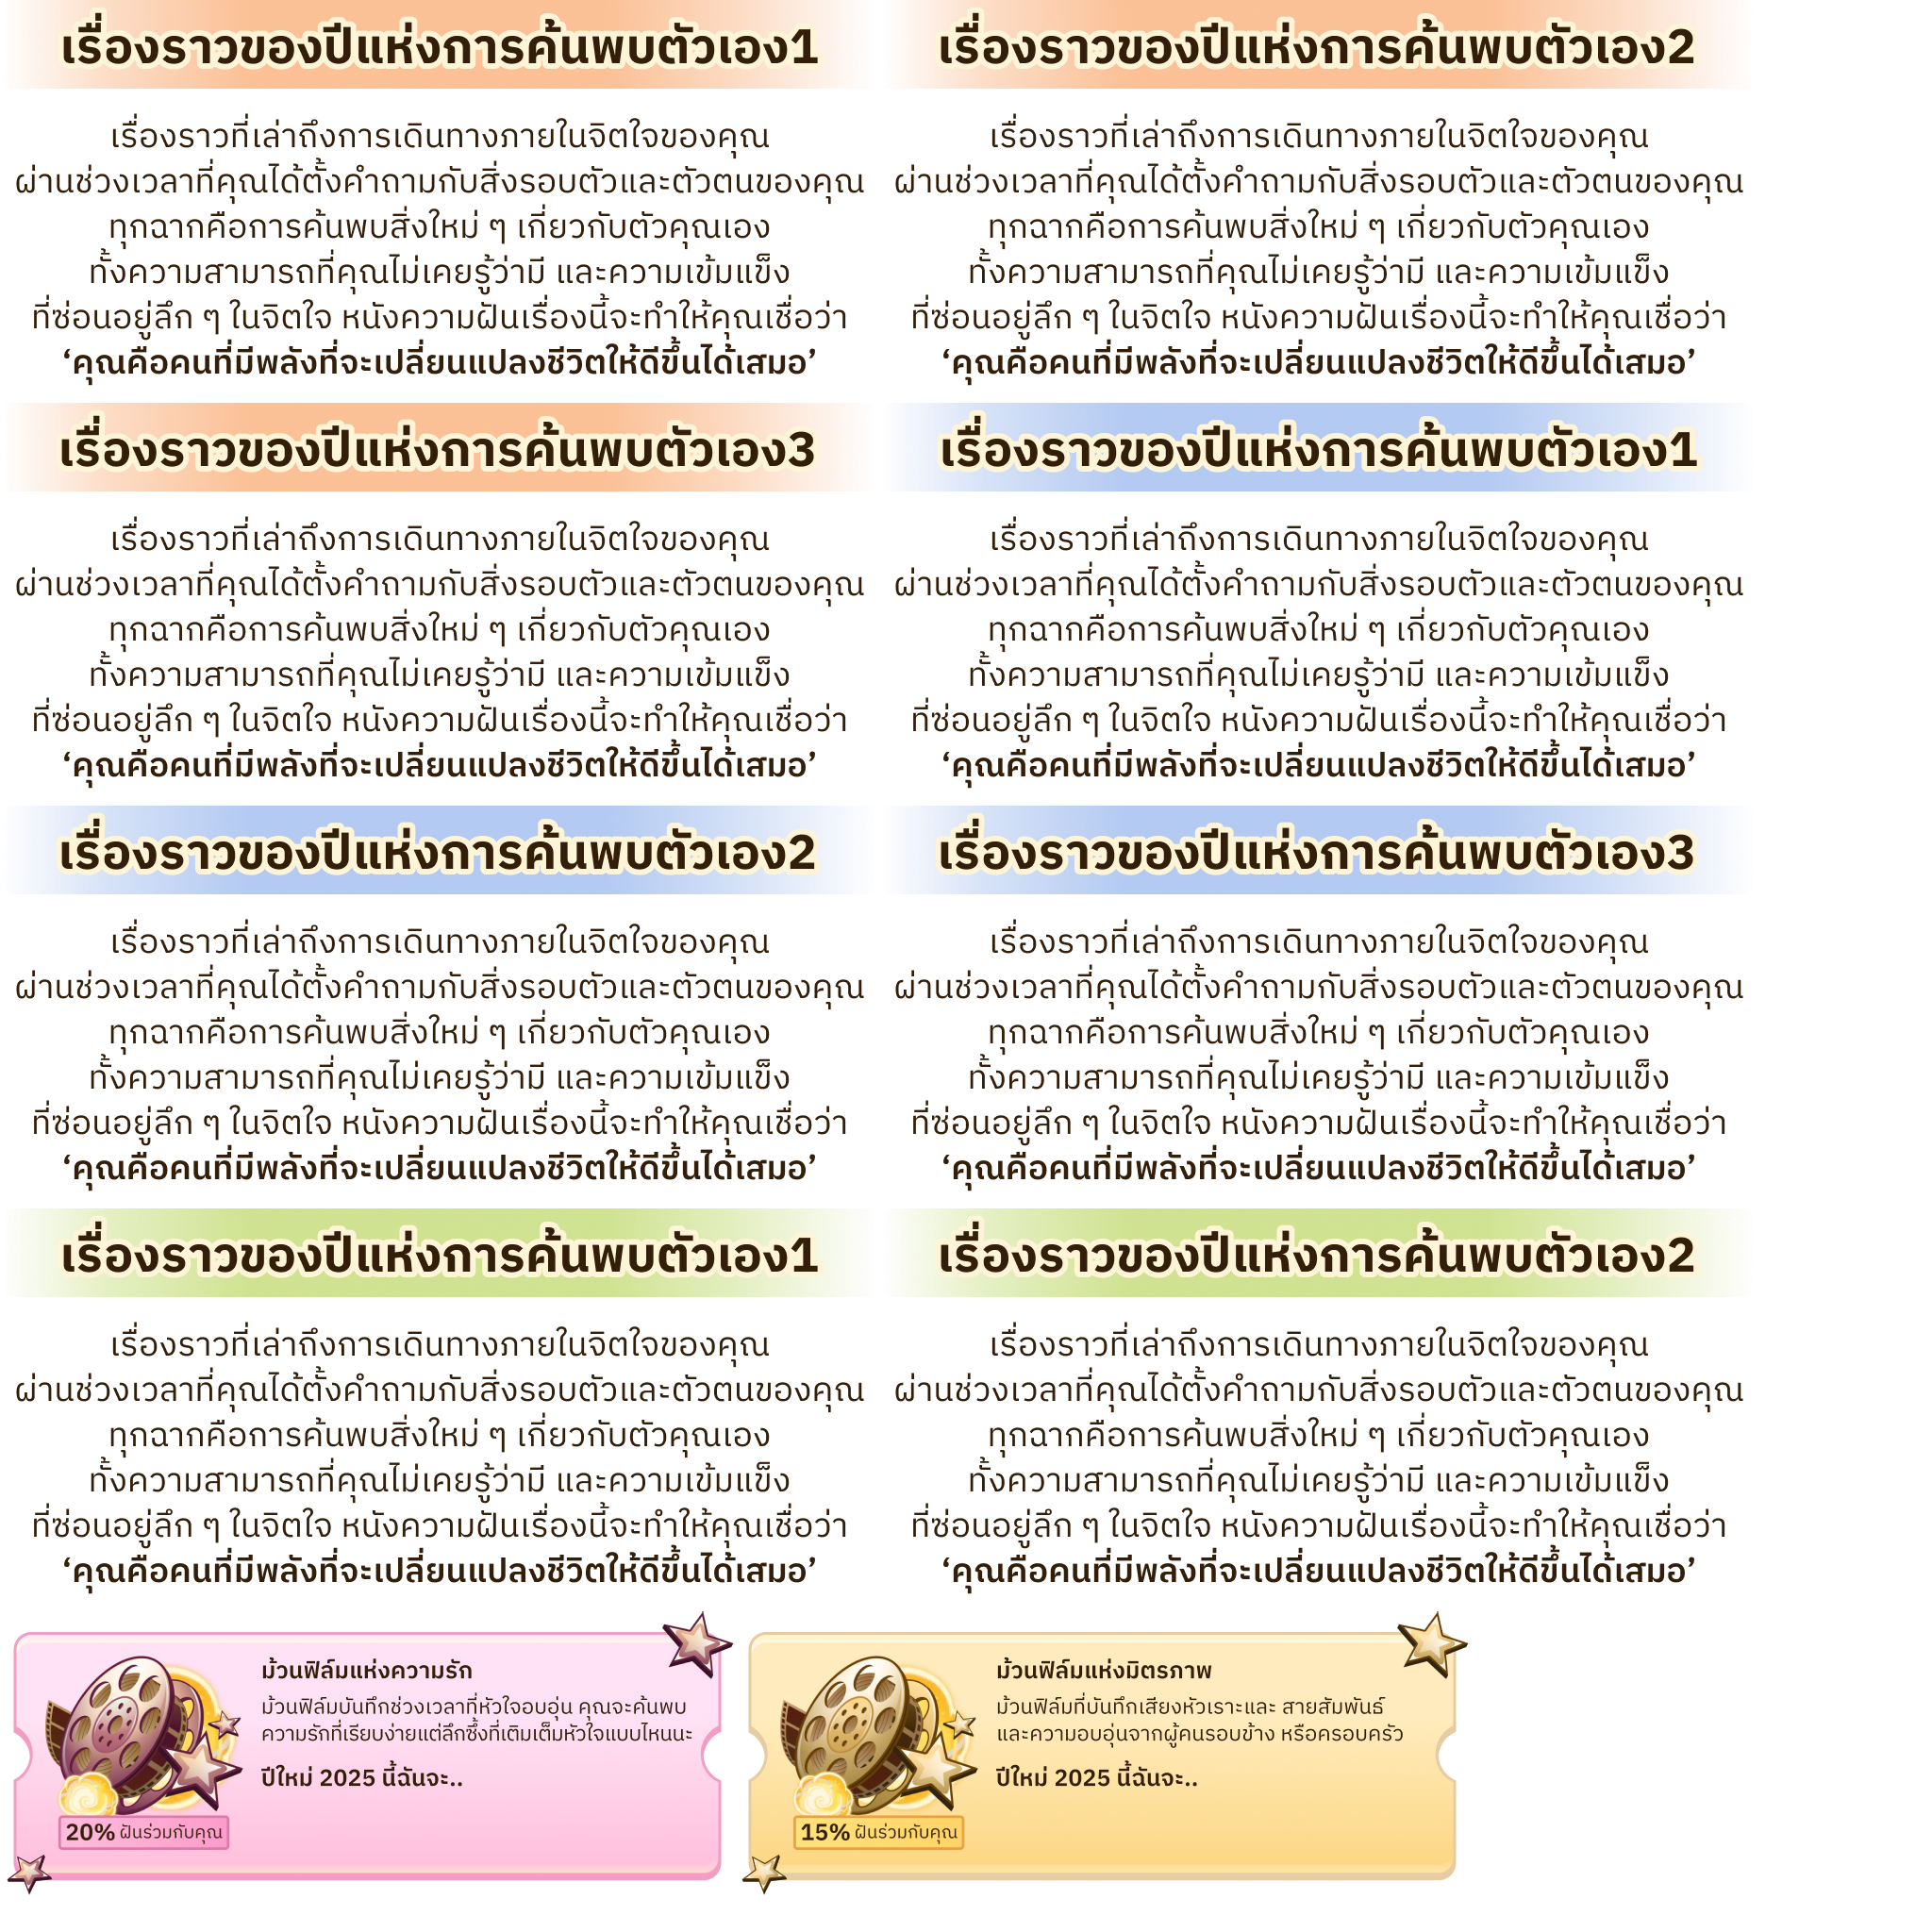 เรื่องราวของปีแห่งการค้นพบตัวเอง1
เรื่องราวที่เล่าถึงการเดินทางภายในจิตใจของคุณ
ผ่านช่วงเวลาที่คุณได้ตั้งคำถามกับสิ่งรอบตัวและตัวตนของคุณ
ทุกฉากคือการค้นพบสิ่งใหม่ ๆ เกี่ยวกับตัวคุณเอง
ทั้งความสามารถที่คุณไม่เคยรู้ว่ามี และความเข้มแข็ง
ที่ซ่อนอยู่ลึก ๆ ในจิตใจ หนังความฝันเรื่องนี้จะทำให้คุณเชื่อว่า
‘คุณคือคนที่มีพลังที่จะเปลี่ยนแปลงชีวิตให้ดีขึ้นได้เสมอ’
เรื่องราวของปีแห่งการค้นพบตัวเอง2
เรื่องราวที่เล่าถึงการเดินทางภายในจิตใจของคุณ
ผ่านช่วงเวลาที่คุณได้ตั้งคำถามกับสิ่งรอบตัวและตัวตนของคุณ
ทุกฉากคือการค้นพบสิ่งใหม่ ๆ เกี่ยวกับตัวคุณเอง
ทั้งความสามารถที่คุณไม่เคยรู้ว่ามี และความเข้มแข็ง
ที่ซ่อนอยู่ลึก ๆ ในจิตใจ หนังความฝันเรื่องนี้จะทำให้คุณเชื่อว่า
‘คุณคือคนที่มีพลังที่จะเปลี่ยนแปลงชีวิตให้ดีขึ้นได้เสมอ’
เรื่องราวของปีแห่งการค้นพบตัวเอง3
เรื่องราวที่เล่าถึงการเดินทางภายในจิตใจของคุณ
ผ่านช่วงเวลาที่คุณได้ตั้งคำถามกับสิ่งรอบตัวและตัวตนของคุณ
ทุกฉากคือการค้นพบสิ่งใหม่ ๆ เกี่ยวกับตัวคุณเอง
ทั้งความสามารถที่คุณไม่เคยรู้ว่ามี และความเข้มแข็ง
ที่ซ่อนอยู่ลึก ๆ ในจิตใจ หนังความฝันเรื่องนี้จะทำให้คุณเชื่อว่า
‘คุณคือคนที่มีพลังที่จะเปลี่ยนแปลงชีวิตให้ดีขึ้นได้เสมอ’
เรื่องราวของปีแห่งการค้นพบตัวเอง1
เรื่องราวที่เล่าถึงการเดินทางภายในจิตใจของคุณ
ผ่านช่วงเวลาที่คุณได้ตั้งคำถามกับสิ่งรอบตัวและตัวตนของคุณ
ทุกฉากคือการค้นพบสิ่งใหม่ ๆ เกี่ยวกับตัวคุณเอง
ทั้งความสามารถที่คุณไม่เคยรู้ว่ามี และความเข้มแข็ง
ที่ซ่อนอยู่ลึก ๆ ในจิตใจ หนังความฝันเรื่องนี้จะทำให้คุณเชื่อว่า
‘คุณคือคนที่มีพลังที่จะเปลี่ยนแปลงชีวิตให้ดีขึ้นได้เสมอ’
เรื่องราวของปีแห่งการค้นพบตัวเอง2
เรื่องราวที่เล่าถึงการเดินทางภายในจิตใจของคุณ
ผ่านช่วงเวลาที่คุณได้ตั้งคำถามกับสิ่งรอบตัวและตัวตนของคุณ
ทุกฉากคือการค้นพบสิ่งใหม่ ๆ เกี่ยวกับตัวคุณเอง
ทั้งความสามารถที่คุณไม่เคยรู้ว่ามี และความเข้มแข็ง
ที่ซ่อนอยู่ลึก ๆ ในจิตใจ หนังความฝันเรื่องนี้จะทำให้คุณเชื่อว่า
‘คุณคือคนที่มีพลังที่จะเปลี่ยนแปลงชีวิตให้ดีขึ้นได้เสมอ’
เรื่องราวของปีแห่งการค้นพบตัวเอง3
เรื่องราวที่เล่าถึงการเดินทางภายในจิตใจของคุณ
ผ่านช่วงเวลาที่คุณได้ตั้งคำถามกับสิ่งรอบตัวและตัวตนของคุณ
ทุกฉากคือการค้นพบสิ่งใหม่ ๆ เกี่ยวกับตัวคุณเอง
ทั้งความสามารถที่คุณไม่เคยรู้ว่ามี และความเข้มแข็ง
ที่ซ่อนอยู่ลึก ๆ ในจิตใจ หนังความฝันเรื่องนี้จะทำให้คุณเชื่อว่า
‘คุณคือคนที่มีพลังที่จะเปลี่ยนแปลงชีวิตให้ดีขึ้นได้เสมอ’
เรื่องราวของปีแห่งการค้นพบตัวเอง1
เรื่องราวที่เล่าถึงการเดินทางภายในจิตใจของคุณ
ผ่านช่วงเวลาที่คุณได้ตั้งคำถามกับสิ่งรอบตัวและตัวตนของคุณ
ทุกฉากคือการค้นพบสิ่งใหม่ ๆ เกี่ยวกับตัวคุณเอง
ทั้งความสามารถที่คุณไม่เคยรู้ว่ามี และความเข้มแข็ง
ที่ซ่อนอยู่ลึก ๆ ในจิตใจ หนังความฝันเรื่องนี้จะทำให้คุณเชื่อว่า
‘คุณคือคนที่มีพลังที่จะเปลี่ยนแปลงชีวิตให้ดีขึ้นได้เสมอ’
เรื่องราวของปีแห่งการค้นพบตัวเอง2
เรื่องราวที่เล่าถึงการเดินทางภายในจิตใจของคุณ
ผ่านช่วงเวลาที่คุณได้ตั้งคำถามกับสิ่งรอบตัวและตัวตนของคุณ
ทุกฉากคือการค้นพบสิ่งใหม่ ๆ เกี่ยวกับตัวคุณเอง
ทั้งความสามารถที่คุณไม่เคยรู้ว่ามี และความเข้มแข็ง
ที่ซ่อนอยู่ลึก ๆ ในจิตใจ หนังความฝันเรื่องนี้จะทำให้คุณเชื่อว่า
‘คุณคือคนที่มีพลังที่จะเปลี่ยนแปลงชีวิตให้ดีขึ้นได้เสมอ’
ม้วนฟิล์มแห่งความรัก
ม้วนฟิล์มบันทึกช่วงเวลาที่หัวใจอบอุ่น คุณจะค้นพบ
ความรักที่เรียบง่ายแต่ลึกซึ้งที่เติมเต็มหัวใจแบบไหนนะ
ปีใหม่ 2025 นี้ฉันจะ..
20% ฝันร่วมกับคุณ
ม้วนฟิล์มแห่งมิตรภาพ
ม้วนฟิล์มที่บันทึกเสียงหัวเราะและ สายสัมพันธ์
และความอบอุ่นจากผู้คนรอบข้าง หรือครอบครัว
ปีใหม่ 2025 นี้ฉันจะ..
15% ฝันร่วมกับคุณ